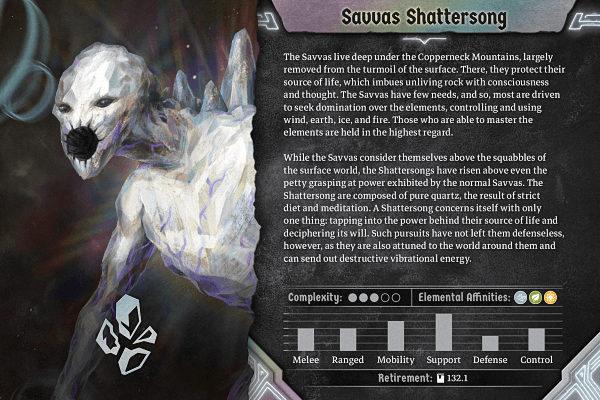 Savvas Shattersong
The Savvas live deep under the Copperneck Mountains, largely
removed from the turmoil of the surface. There, they protect their
source of life, which imbues unliving rock with consciousness
and thought. The Savvas have few needs, and so, most are driven
to seek domination over the elements, controlling and using
wind, earth, ice, and fire. Those who are able to master the
elements are held in the highest regard.
While the Savvas consider themselves above the squabbles of
the surface world, the Shattersongs have risen above even the
petty grasping at power exhibited by the normal Savvas. The
Shattersong are composed of pure quartz, the result of strict
diet and meditation. A Shattersong concerns itself with only
one thing: tapping into the power behind their source of life and
deciphering its will. Such pursuits have not left them defenseless,
however, as they are also attuned to the world around them and
can send out destructive vibrational energy.
Complexity: Elemental Affinities:
Melee Ranged Mobility Support Defense Control
Retirement: 132.1